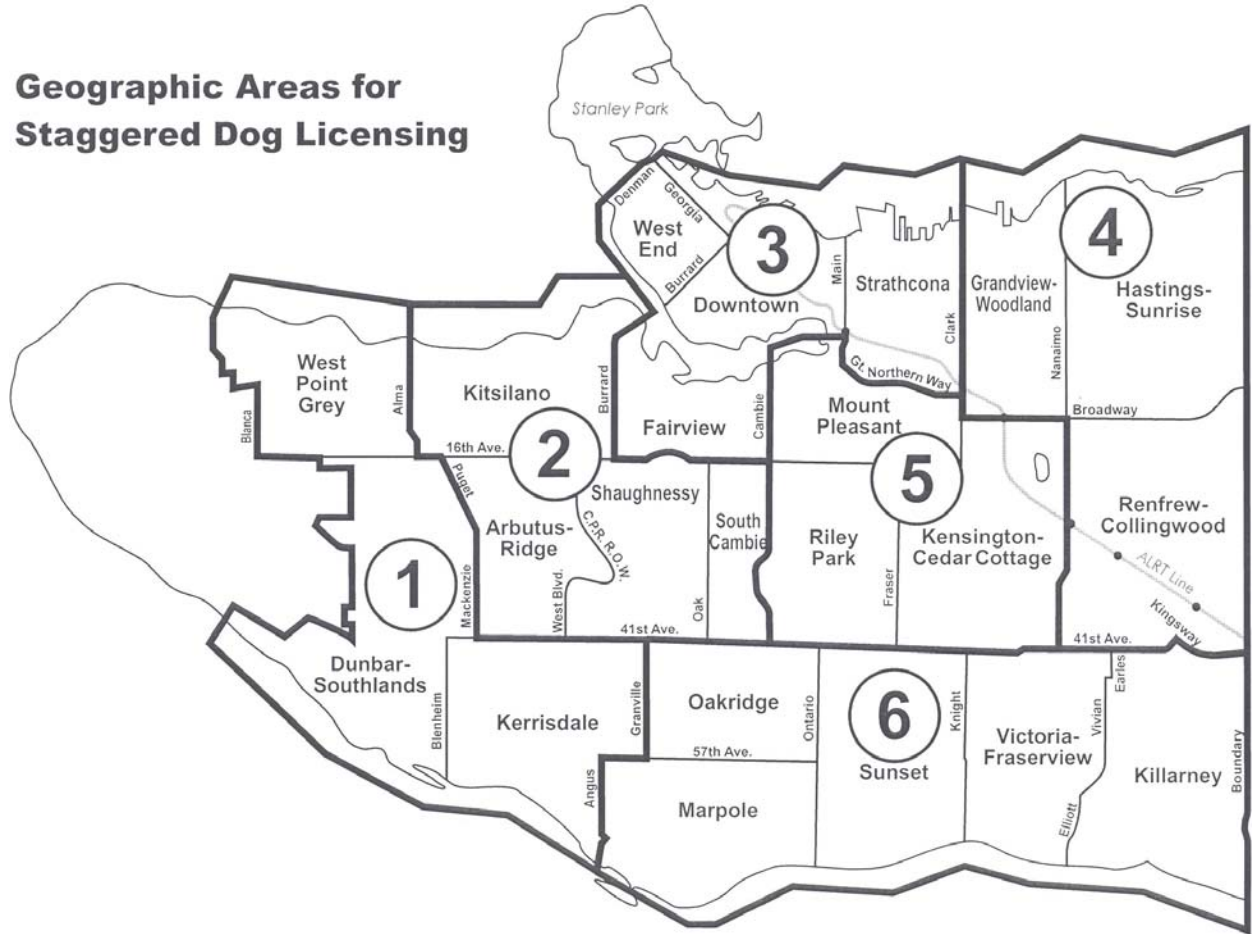 Geographic Areas for
Staggered Dog Licensing
Stanley Park
Denman
Georgia
West
End
Burrard
3
Downtown
Main
Strathcona
Clark
Grandview-
Woodland
Nanaimo
4
Hastings-
Sunrise
Broadway
West
Point
Grey
Blanca
Alma
Kitsilano
Burrard
16th Ave.
2
Fairview
Cambie
Gt. Northern Way
Mount
Pleasant
5
Puget
Arbutus-
Ridge
Shaughnessy
C.P.R. R.O.W.
West Blvd.
South
Cambie
Oak
41st Ave.
Riley
Park
Fraser
Kensington-
Cedar Cottage
Renfrew-
Collingwood
ALRT Line
Kingsway
41st Ave.
1
Mackenzie
Dunbar-
Southlands
Blenheim
Kerrisdale
Granville
Angus
Oakridge
57th Ave.
Ontario
Marpole
6
Sunset
Knight
Victoria-
Fraserview
Earles
Vivian
Elliott
Killarney
Boundary